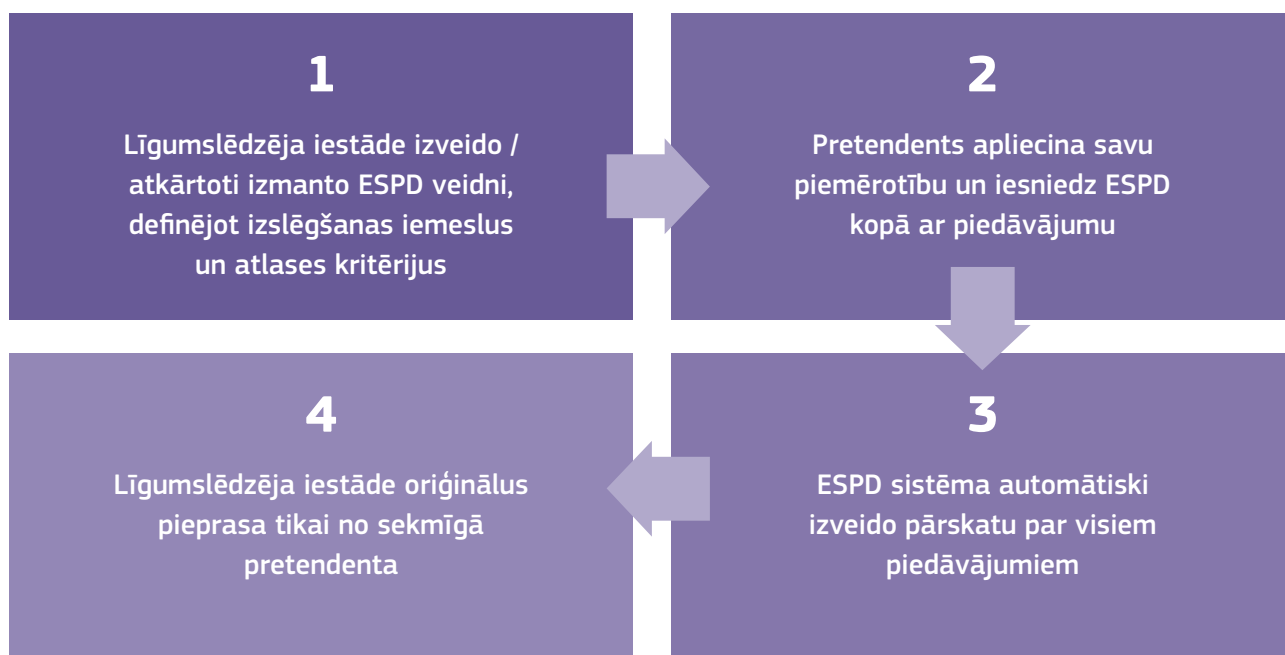 1
Līgumslēdzēja iestāde izveido /
atkārtoti izmanto ESPD veidni,
definējot izslēgšanas iemeslus
un atlases kritērijus
2
Pretendents apliecina savu
piemērotību un iesniedz ESPD
kopā ar piedāvājumu
3
ESPD sistēma automātiski
izveido pārskatu par visiem
piedāvājumiem
4
Līgumslēdzēja iestāde oriģinālus
pieprasa tikai no sekmīgā
pretendenta